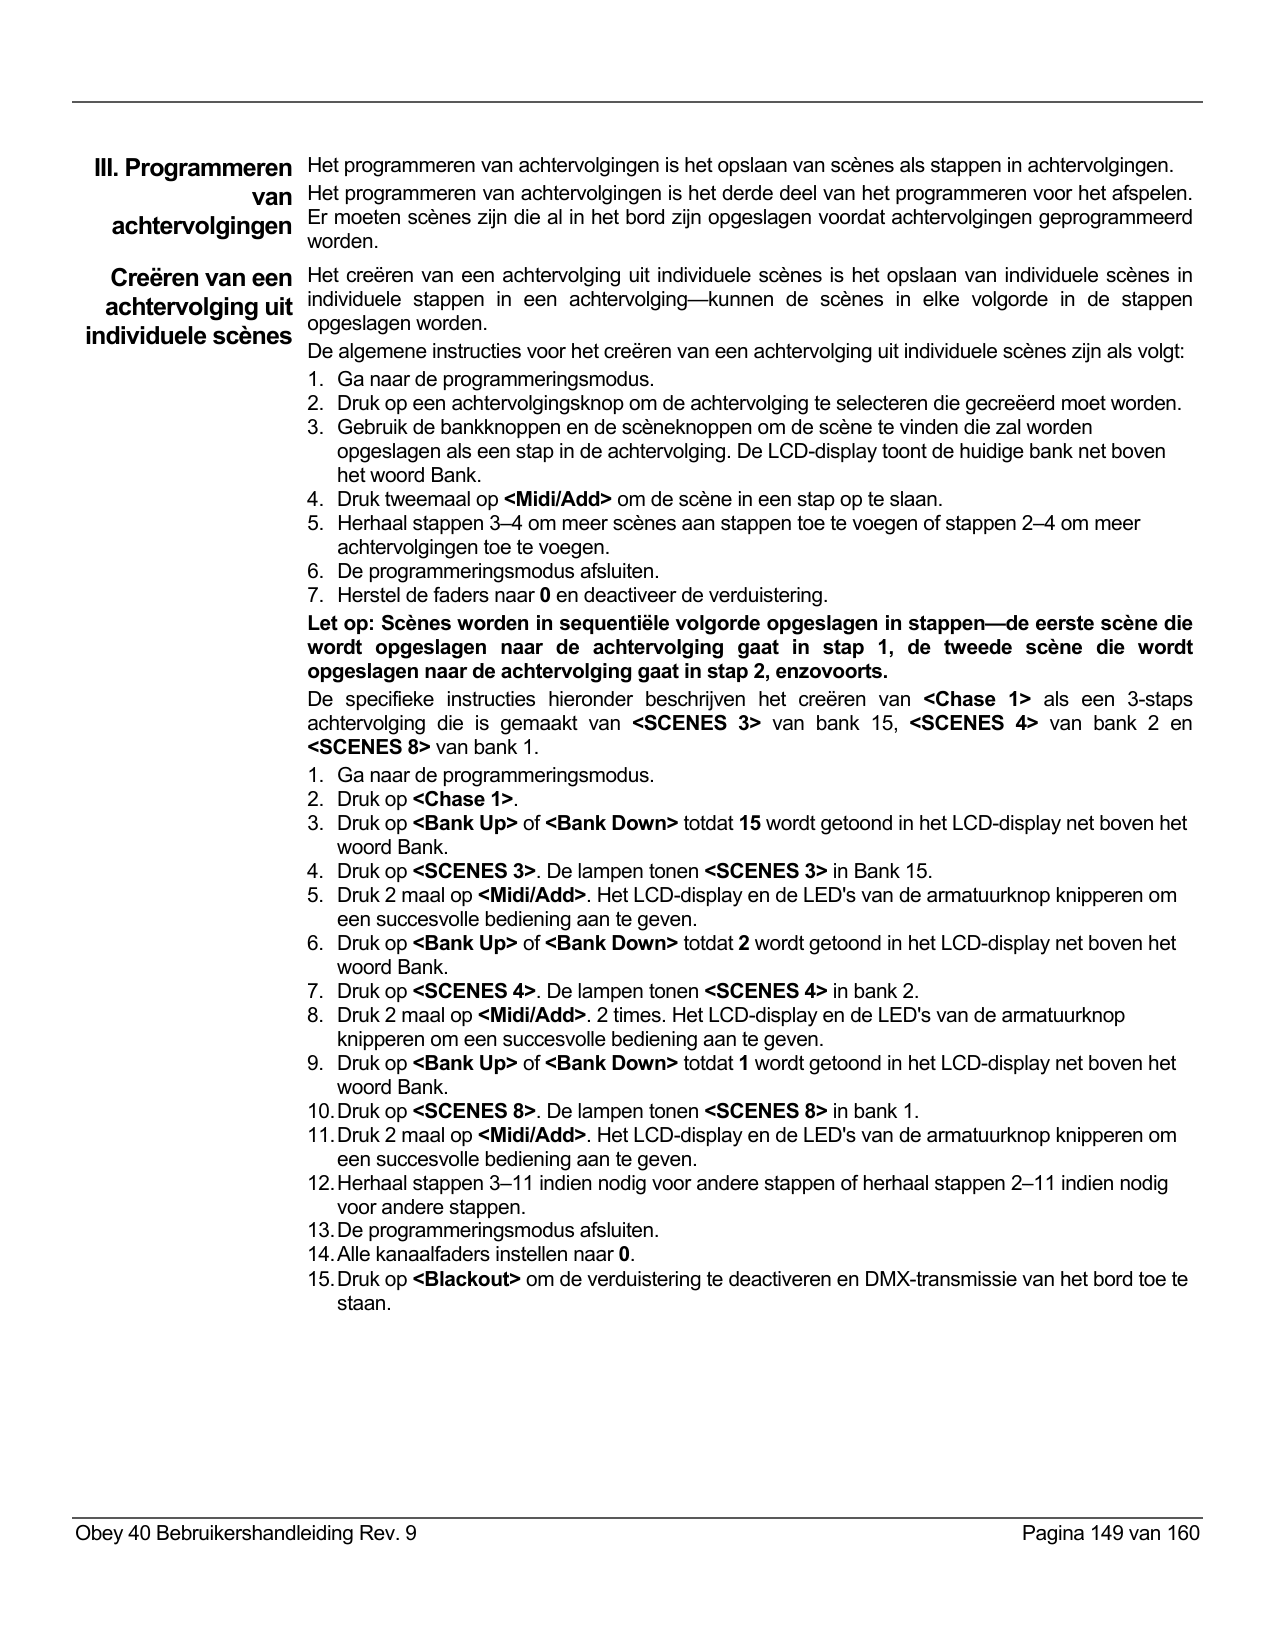 III. Programmeren
van
achtervolgingen
Het programmeren van achtervolgingen is het opslaan van scènes als stappen in achtervolgingen.
Het programmeren van achtervolgingen is het derde deel van het programmeren voor het afspelen.
Er moeten scènes zijn die al in het bord zijn opgeslagen voordat achtervolgingen geprogrammeerd
worden.
Creëren van een
achtervolging uit
individuele scènes
Het creëren van een achtervolging uit individuele scènes is het opslaan van individuele scènes in
individuele stappen in een achtervolging—kunnen de scènes in elke volgorde in de stappen
opgeslagen worden.
De algemene instructies voor het creëren van een achtervolging uit individuele scènes zijn als volgt:
1. Ga naar de programmeringsmodus.
2. Druk op een achtervolgingsknop om de achtervolging te selecteren die gecreëerd moet worden.
3. Gebruik de bankknoppen en de scèneknoppen om de scène te vinden die zal worden
opgeslagen als een stap in de achtervolging. De LCD-display toont de huidige bank net boven
het woord Bank.
4. Druk tweemaal op <Midi/Add> om de scène in een stap op te slaan.
5. Herhaal stappen 3–4 om meer scènes aan stappen toe te voegen of stappen 2–4 om meer
achtervolgingen toe te voegen.
6. De programmeringsmodus afsluiten.
7. Herstel de faders naar 0 en deactiveer de verduistering.
Let op: Scènes worden in sequentiële volgorde opgeslagen in stappen—de eerste scène die
wordt opgeslagen naar de achtervolging gaat in stap 1, de tweede scène die wordt
opgeslagen naar de achtervolging gaat in stap 2, enzovoorts.
De specifieke instructies hieronder beschrijven het creëren van <Chase 1> als een 3-staps
achtervolging die is gemaakt van <SCENES 3> van bank 15, <SCENES 4> van bank 2 en
<SCENES 8> van bank 1.
1. Ga naar de programmeringsmodus.
2. Druk op <Chase 1>.
3. Druk op <Bank Up> of <Bank Down> totdat 15 wordt getoond in het LCD-display net boven het
woord Bank.
4. Druk op <SCENES 3>. De lampen tonen <SCENES 3> in Bank 15.
5. Druk 2 maal op <Midi/Add>. Het LCD-display en de LED's van de armatuurknop knipperen om
een succesvolle bediening aan te geven.
6. Druk op <Bank Up> of <Bank Down> totdat 2 wordt getoond in het LCD-display net boven het
woord Bank.
7. Druk op <SCENES 4>. De lampen tonen <SCENES 4> in bank 2.
8. Druk 2 maal op <Midi/Add>. 2 times. Het LCD-display en de LED's van de armatuurknop
knipperen om een succesvolle bediening aan te geven.
9. Druk op <Bank Up> of <Bank Down> totdat 1 wordt getoond in het LCD-display net boven het
woord Bank.
10. Druk op <SCENES 8>. De lampen tonen <SCENES 8> in bank 1.
11. Druk 2 maal op <Midi/Add>. Het LCD-display en de LED's van de armatuurknop knipperen om
een succesvolle bediening aan te geven.
12. Herhaal stappen 3–11 indien nodig voor andere stappen of herhaal stappen 2–11 indien nodig
voor andere stappen.
13. De programmeringsmodus afsluiten.
14. Alle kanaalfaders instellen naar 0.
15. Druk op <Blackout> om de verduistering te deactiveren en DMX-transmissie van het bord toe te
staan.
Obey 40 Bebruikershandleiding Rev. 9
Pagina 149 van 160